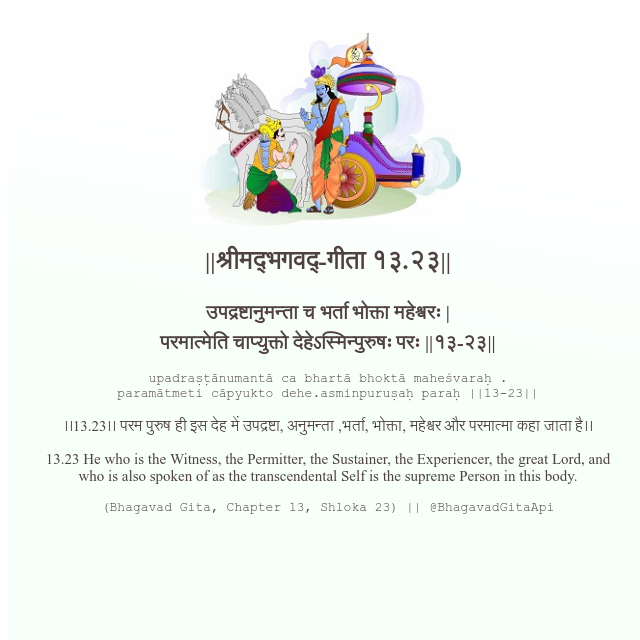 ||श्रीमद्‍भगवद्‍-गीता १३.२३||
उपद्रष्टानुमन्ता च भर्ता भोक्ता महेश्वरः |
परमात्मेति चाप्युक्तो देहेऽस्मिन्पुरुषः परः ||१३-२३||
upadraṣṭānumantā ca bhartā bhoktā maheśvaraḥ .
paramātmeti cāpyukto dehe.asminpuruṣaḥ paraḥ ||13-23||
।।13.23।। परम पुरुष ही इस देह में उपद्रष्टा, अनुमन्ता ,भर्ता, भोक्ता, महेश्वर और परमात्मा कहा जाता है।।
13.23 He who is the Witness, the Permitter, the Sustainer, the Experiencer, the great Lord, and
who is also spoken of as the transcendental Self is the supreme Person in this body.
(Bhagavad Gita, Chapter 13, Shloka 23) || @BhagavadGitaApi